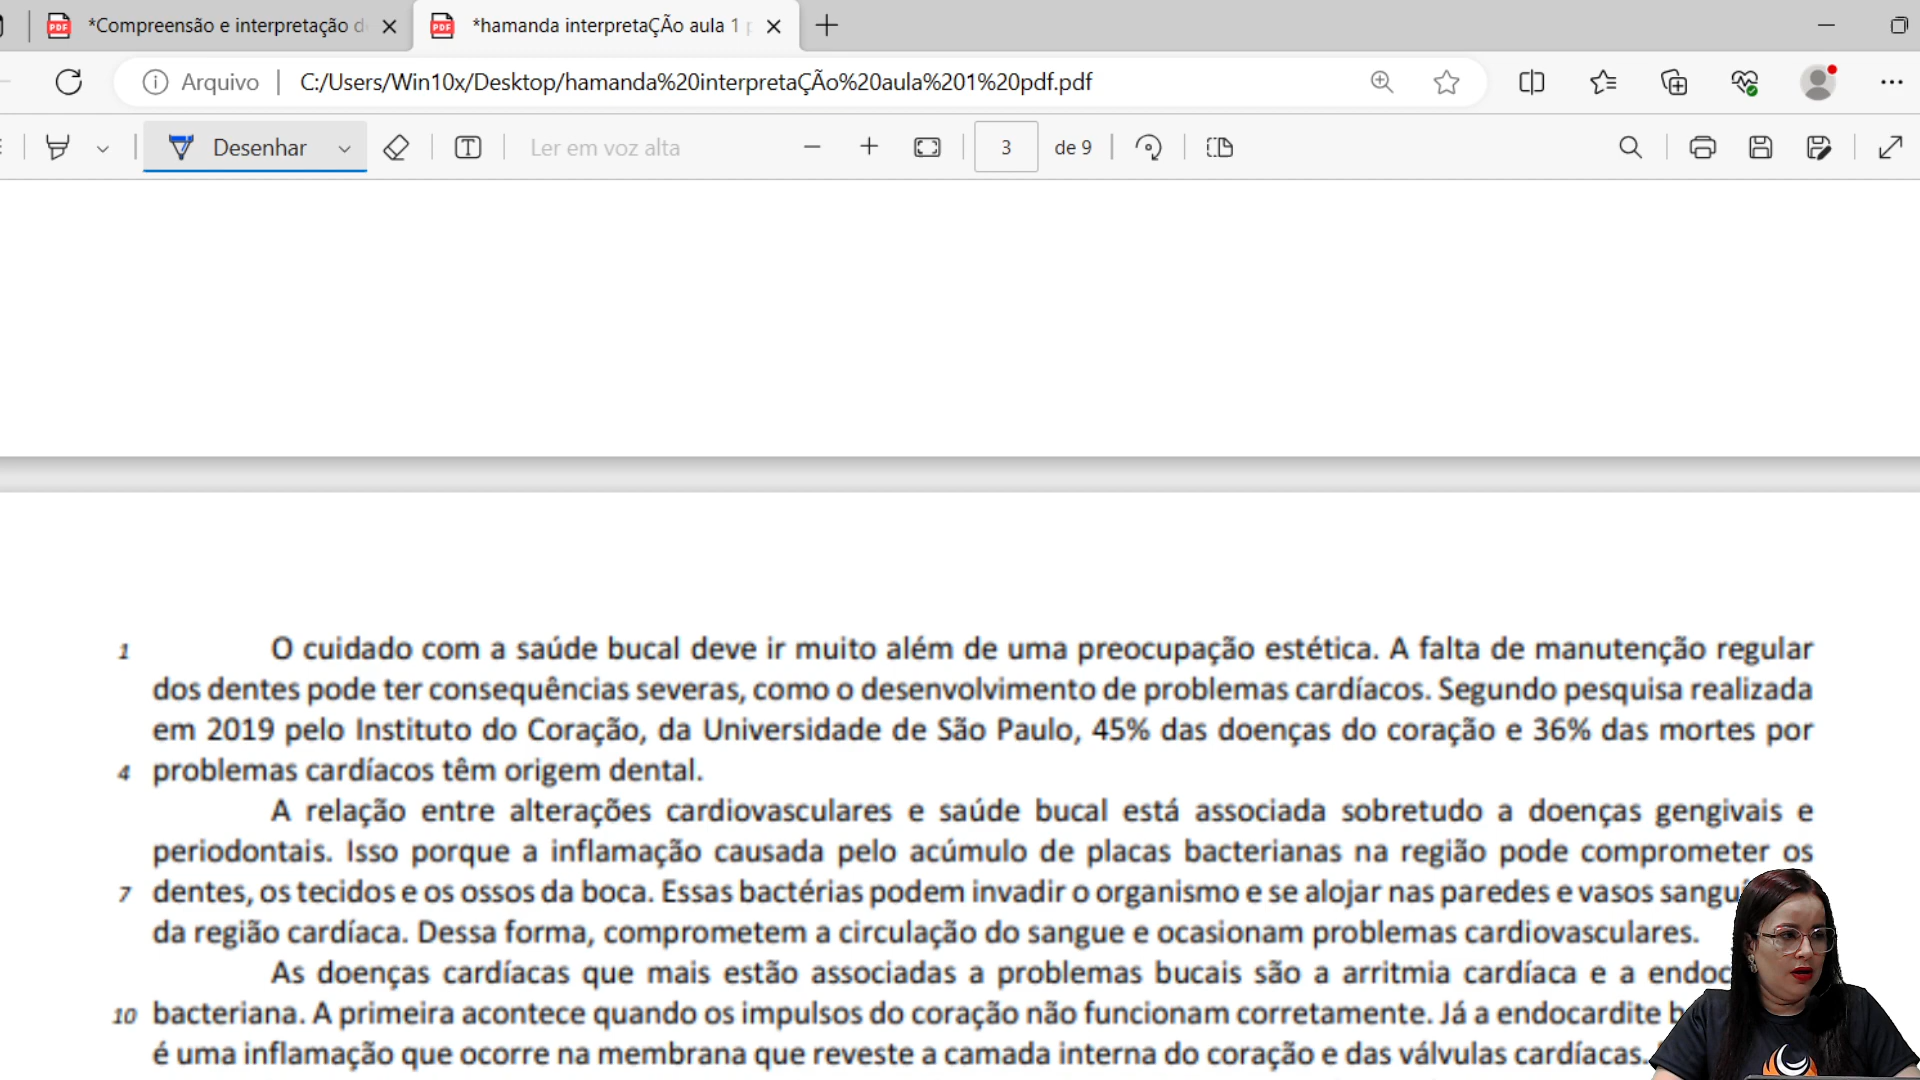 *Compreensão e interpretação d
*hamanda interpretaÇÃo aula 1 p
Arquivo
C:/Users/Win10x/Desktop/hamanda%20interpretaÇÃo%20aula%201%20pdf.pdf
Desenhar
Ler em voz alta
3 de 9
1 O cuidado com a saúde bucal deve ir muito além de uma preocupação estética. A falta de manutenção regular
dos dentes pode ter consequências severas, como o desenvolvimento de problemas cardíacos. Segundo pesquisa realizada
em 2019 pelo Instituto do Coração, da Universidade de São Paulo, 45% das doenças do coração e 36% das mortes por
4 problemas cardíacos têm origem dental.
A relação entre alterações cardiovasculares e saúde bucal está associada sobretudo a doenças gengivais e
periodontais. Isso porque a inflamação causada pelo acúmulo de placas bacterianas na região pode comprometer os
7 dentes, os tecidos e os ossos da boca. Essas bactérias podem invadir o organismo e se alojar nas paredes e vasos
da região cardíaca. Dessa forma, comprometem a circulação do sangue e ocasionam problemas cardiovasculares.
As doenças cardíacas que mais estão associadas a problemas bucais são a arritmia cardíaca e a
10 bacteriana. A primeira acontece quando os impulsos do coração não funcionam corretamente. Já a endocardite
é uma inflamação que ocorre na membrana que reveste a camada interna do coração e das válvulas cardíacas.